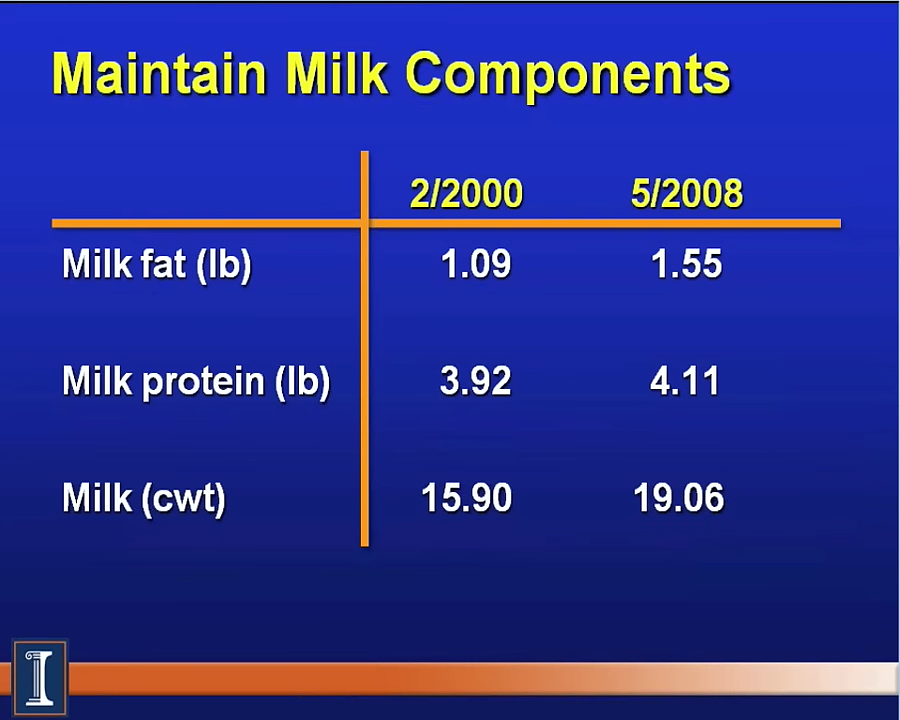 Maintain Milk Components
2/2000 5/2008
Milk fat (lb) 1.09 1.55
Milk protein (lb) 3.92 4.11
Milk (cwt) 15.90 19.06
I